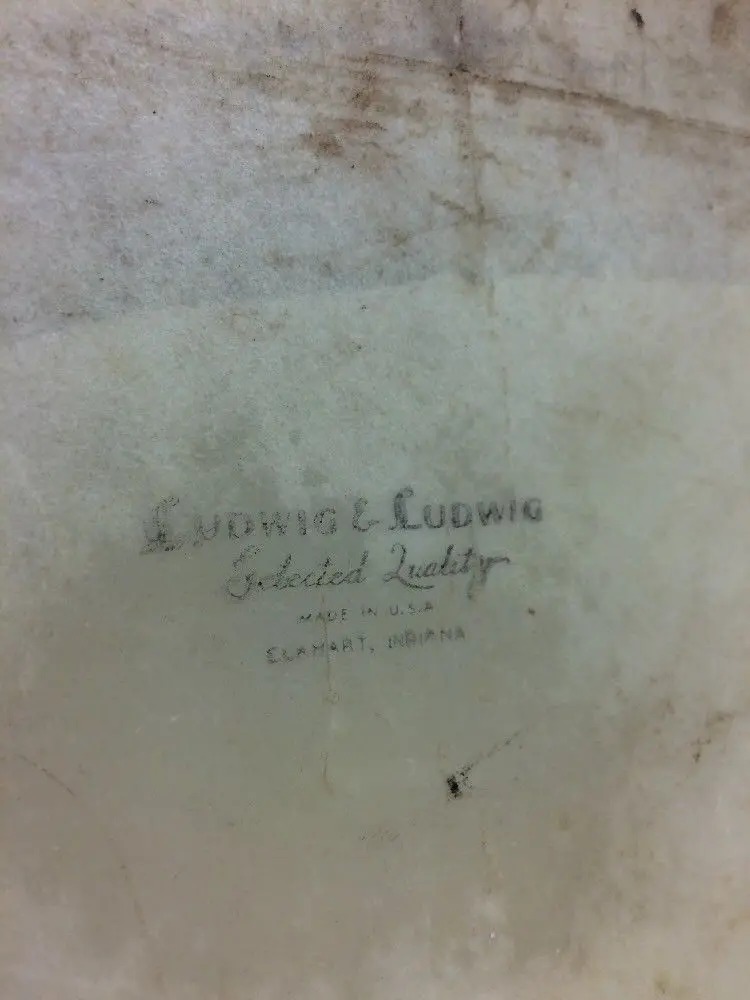 LUDWIG & LUDWIG
Selected Quality
MADE IN U.S.A
ELKHART, INDIANA